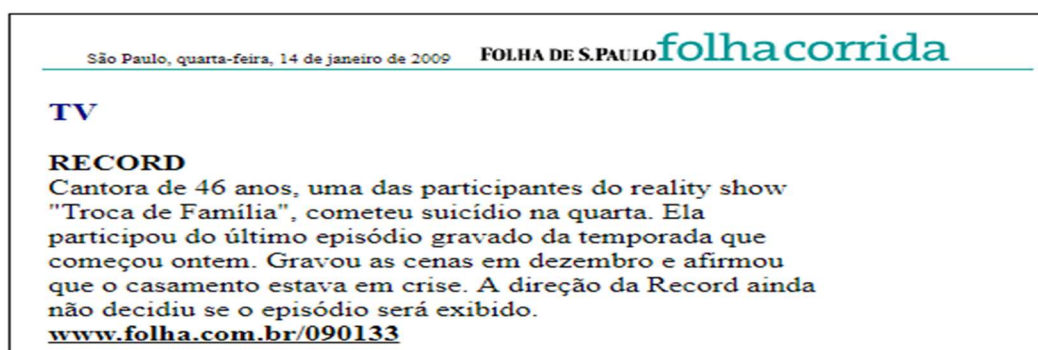 São Paulo, quarta-feira, 14 de janeiro de 2009 FOLHA DE S.PAULO folhacorrida
TV
RECORD
Cantora de 46 anos, uma das participantes do reality show
"Troca de Família", cometeu suicídio na quarta. Ela
participou do último episódio gravado da temporada que
começou ontem. Gravou as cenas em dezembro e afirmou
que o casamento estava em crise. A direção da Record ainda
não decidiu se o episódio será exibido.
www.folha.com.br/090133